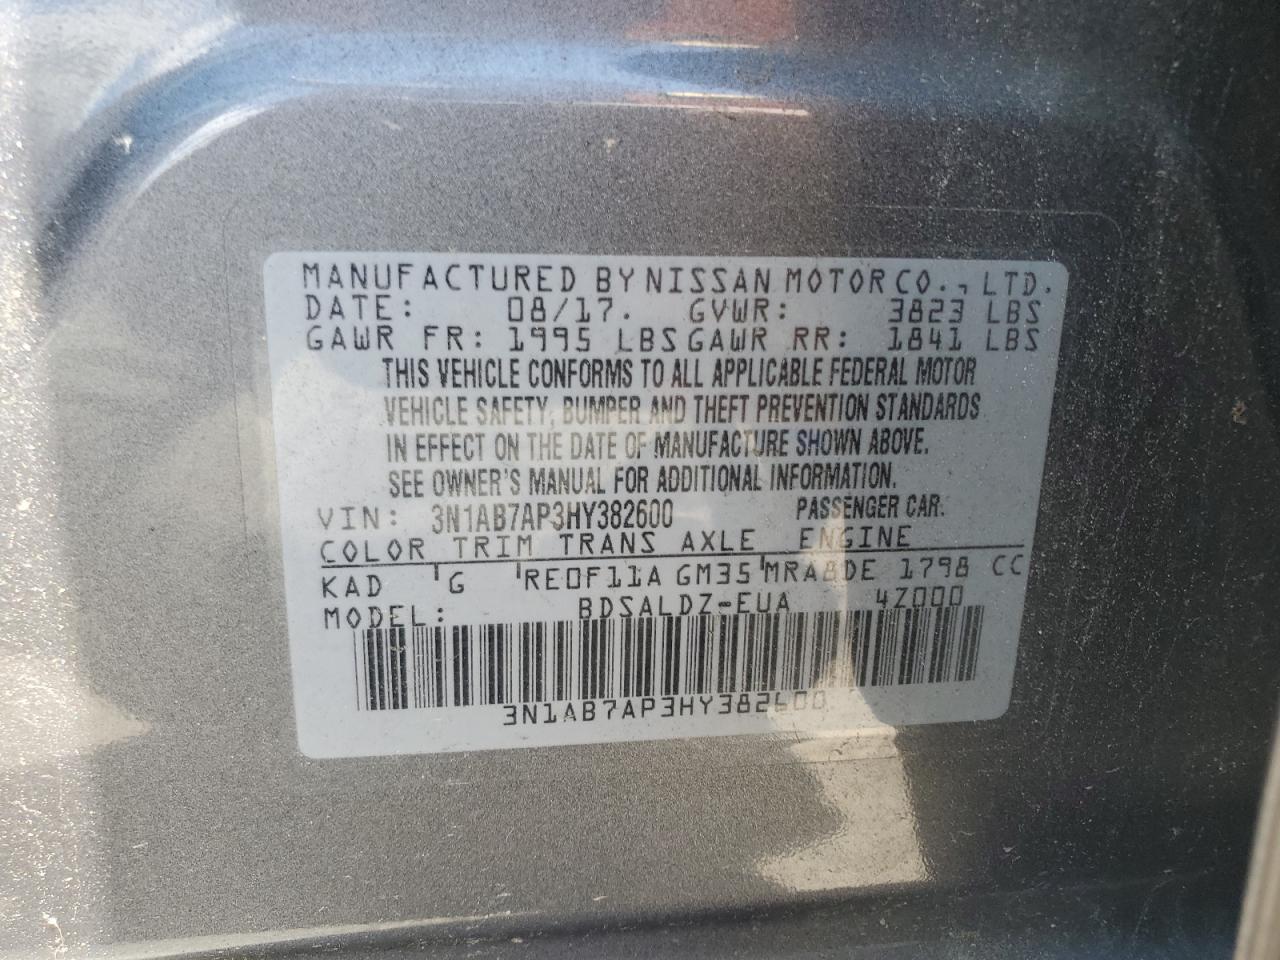 MANUFACTURED BY NISSAN MOTOR CO., LTD.
DATE: 08/17. GVWR: 3823 LBS
GAWR FR: 1995 LBS GAWR RR: 1841 LBS
THIS VEHICLE CONFORMS TO ALL APPLICABLE FEDERAL MOTOR
VEHICLE SAFETY, BUMPER AND THEFT PREVENTION STANDARDS
IN EFFECT ON THE DATE OF MANUFACTURE SHOWN ABOVE.
SEE OWNER'S MANUAL FOR ADDITIONAL INFORMATION.
VIN: 3N1AB7AP3HY382600 PASSENGER CAR.
COLOR TRIM TRANS AXLE ENGINE
KAD G RE0F11A GM35 MRA8DE 1798 CC
MODEL: BDSALDZ-EUA 4Z000
3N1AB7AP3HY382600